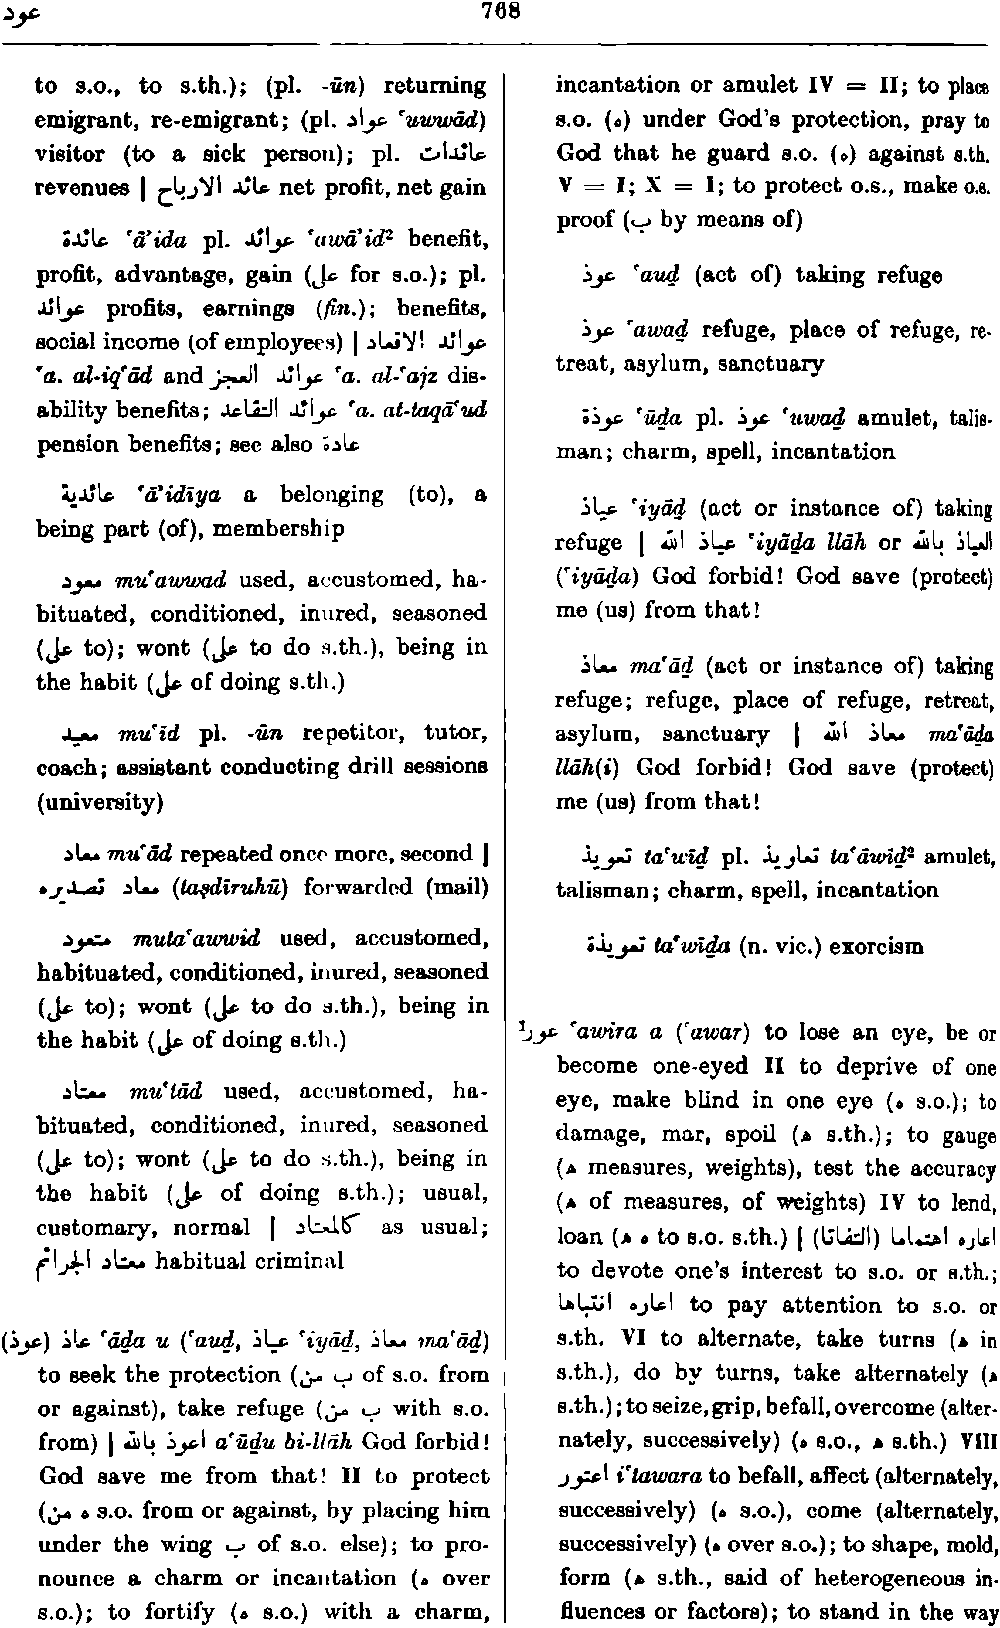 عود
768
to s.o., to s.th.); (pl. -ūn) returning
emigrant, re-emigrant; (pl. عواد ʿuwwād)
visitor (to a sick person); pl. عائدات
revenues | عائد الارباح net profit, net gain
عائدة ʿāʾida pl. عوائد ʿawāʾid² benefit,
profit, advantage, gain (على for s.o.); pl.
عوائد profits, earnings (fin.); benefits,
social income (of employees) | عوائد الاقعاد
ʿa. al-iqʿād and عوائد العجز ʿa. al-ʿajz dis-
ability benefits; عوائد التقاعد ʿa. at-taqāʿud
pension benefits; see also عادة
عائدية ʿāʾidīya a belonging (to), a
being part (of), membership
معود muʿawwad used, accustomed, ha-
bituated, conditioned, inured, seasoned
(على to); wont (على to do s.th.), being in
the habit (على of doing s.th.)
معيد muʿīd pl. -ūn repetitor, tutor,
coach; assistant conducting drill sessions
(university)
معاد muʿād repeated once more, second |
معاد تصديره (taṣdīruhū) forwarded (mail)
متعود mutaʿawwid used, accustomed,
habituated, conditioned, inured, seasoned
(على to); wont (على to do s.th.), being in
the habit (على of doing s.th.)
معتاد muʿtād used, accustomed, ha-
bituated, conditioned, inured, seasoned
(على to); wont (على to do s.th.), being in
the habit (على of doing s.th.); usual,
customary, normal | كالمعتاد as usual;
معتاد الجرائم habitual criminal
(عوذ) عاذ ʿāḏa u (ʿauḏ, عياذ ʿiyāḏ, معاذ maʿāḏ)
to seek the protection (ب من of s.o. from
or against), take refuge (ب من with s.o.
from) | اعوذ بالله aʿūḏu bi-llāh God forbid!
God save me from that! II to protect
(ه من s.o. from or against, by placing him
under the wing ب of s.o. else); to pro-
nounce a charm or incantation (ه over
s.o.); to fortify (ه s.o.) with a charm,
incantation or amulet IV = II; to place
s.o. (ه) under God's protection, pray to
God that he guard s.o. (ه) against s.th.
V = I; X = I; to protect o.s., make o.s.
proof (ب by means of)
عوذ ʿauḏ (act of) taking refuge
عوذ ʿawaḏ refuge, place of refuge, re-
treat, asylum, sanctuary
عوذة ʿūḏa pl. عوذ ʿuwaḏ amulet, talis-
man; charm, spell, incantation
عياذ ʿiyāḏ (act or instance of) taking
refuge | عياذ الله ʿiyāḏa llāh or العياذ بالله
(ʿiyāḏa) God forbid! God save (protect)
me (us) from that!
معاذ maʿāḏ (act or instance of) taking
refuge; refuge, place of refuge, retreat,
asylum, sanctuary | معاذ الله maʿāḏa
llāh(i) God forbid! God save (protect)
me (us) from that!
تعويذ taʿwīḏ pl. تعاويذ taʿāwīḏ² amulet,
talisman; charm, spell, incantation
تعويذة taʿwīḏa (n. vic.) exorcism
عور¹ ʿawira a (ʿawar) to lose an eye, be or
become one-eyed II to deprive of one
eye, make blind in one eye (ه s.o.); to
damage, mar, spoil (ھ s.th.); to gauge
(ھ measures, weights), test the accuracy
(ھ of measures, of weights) IV to lend,
loan (ه ھ to s.o. s.th.) | اعاره اهتماما (التفاتا)
to devote one's interest to s.o. or s.th.;
اعاره انتباها to pay attention to s.o. or
s.th. VI to alternate, take turns (ھ in
s.th.), do by turns, take alternately (ھ
s.th.); to seize, grip, befall, overcome (alter-
nately, successively) (ه s.o., ھ s.th.) VIII
اعتور iʿtawara to befall, affect (alternately,
successively) (ه s.o.), come (alternately,
successively) (ه over s.o.); to shape, mold,
form (ھ s.th., said of heterogeneous in-
fluences or factors); to stand in the way